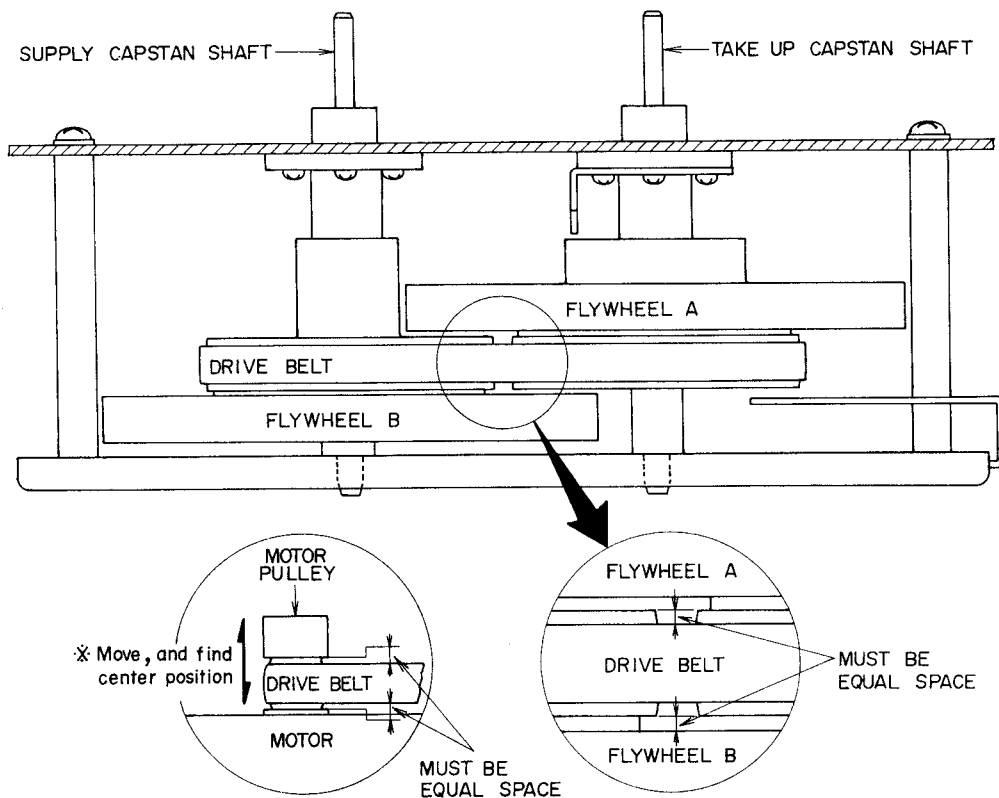 SUPPLY CAPSTAN SHAFT
TAKE UP CAPSTAN SHAFT
FLYWHEEL A
DRIVE BELT
FLYWHEEL B
MOTOR
PULLEY
※ Move, and find
center position
DRIVE BELT
MOTOR
MUST BE
EQUAL SPACE
FLYWHEEL A
DRIVE BELT
MUST BE
EQUAL SPACE
FLYWHEEL B